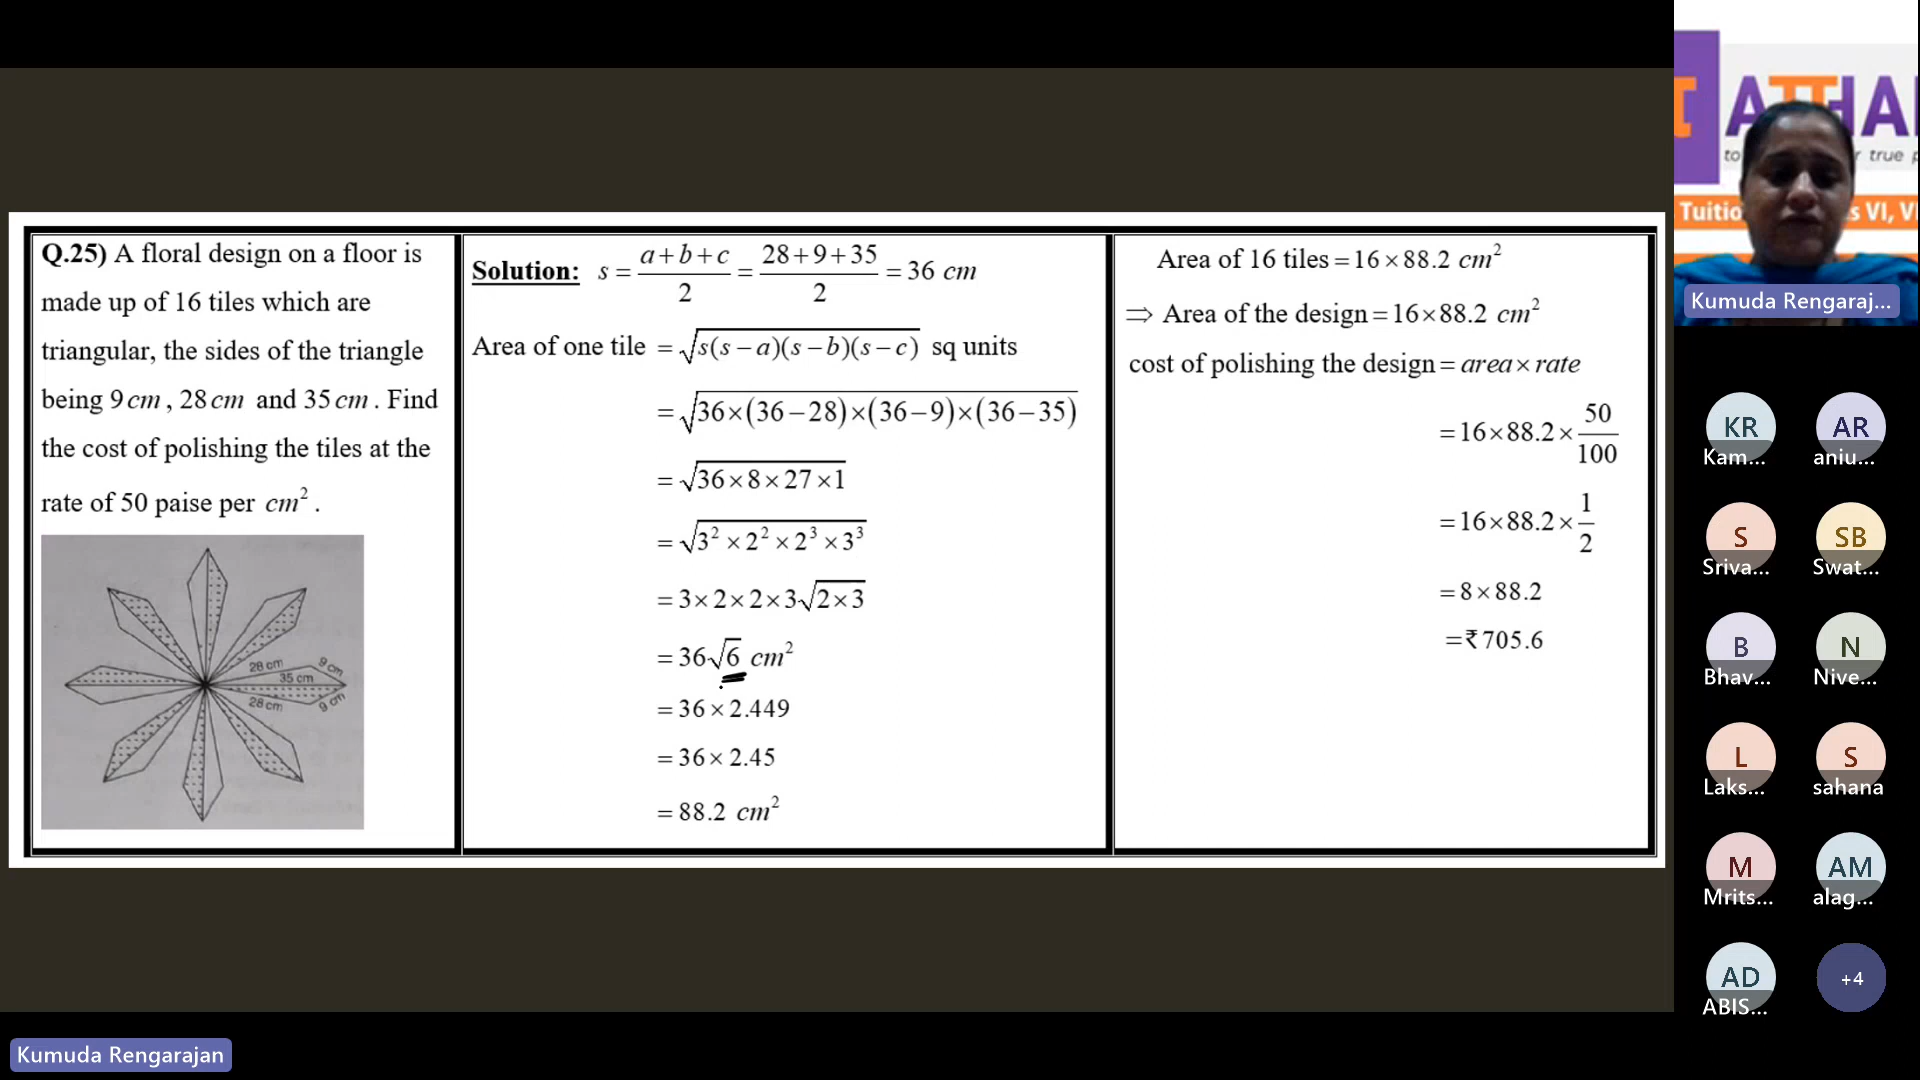 Q.25) A floral design on a floor is
made up of 16 tiles which are
triangular, the sides of the triangle
being 9 cm , 28 cm and 35 cm . Find
the cost of polishing the tiles at the
rate of 50 paise per cm² .
28 cm
9 cm
35 cm
28 cm
9 cm
Solution: s = (a+b+c)/2 = (28+9+35)/2 = 36 cm
Area of one tile = √(s(s−a)(s−b)(s−c)) sq units
= √(36×(36−28)×(36−9)×(36−35))
= √(36×8×27×1)
= √(3²×2²×2³×3³)
= 3×2×2×3√(2×3)
= 36√6 cm²
= 36×2.449
= 36×2.45
= 88.2 cm²
Area of 16 tiles = 16×88.2 cm²
⇒ Area of the design = 16×88.2 cm²
cost of polishing the design = area×rate
= 16×88.2×50/100
= 16×88.2×1/2
= 8×88.2
= ₹705.6
to
r true p
Tuitio
s VI, V
Kumuda Rengaraj...
KR
Kam...
AR
aniu...
S
Sriva...
SB
Swat...
B
Bhav...
N
Nive...
L
Laks...
S
sahana
M
Mrits...
AM
alag...
AD
ABIS...
+4
Kumuda Rengarajan